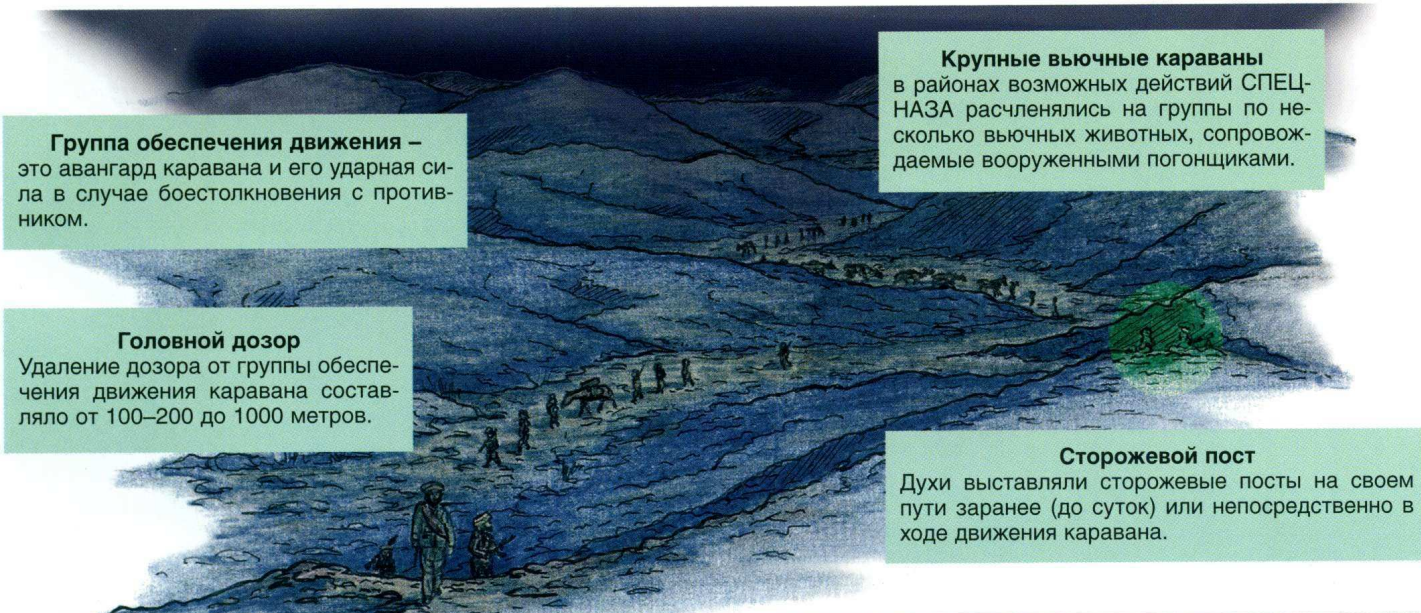 Группа обеспечения движения –
это авангард каравана и его ударная си-
ла в случае боестолкновения с против-
ником.
Крупные вьючные караваны
в районах возможных действий СПЕЦ-
НАЗА расчленялись на группы по не-
сколько вьючных животных, сопровож-
даемые вооруженными погонщиками.
Головной дозор
Удаление дозора от группы обеспе-
чения движения каравана состав-
ляло от 100–200 до 1000 метров.
Сторожевой пост
Духи выставляли сторожевые посты на своем
пути заранее (до суток) или непосредственно в
ходе движения каравана.